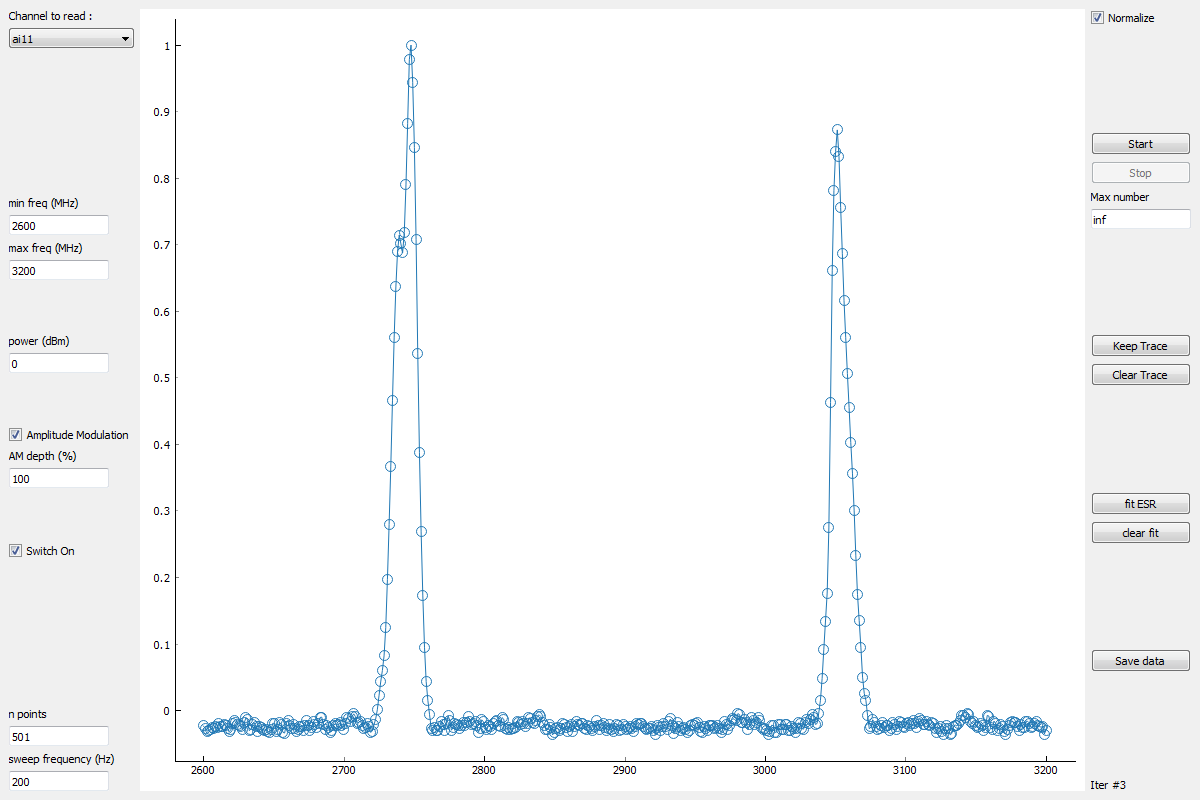 Channel to read :
ai11
min freq (MHz)
2600
max freq (MHz)
3200
power (dBm)
0
Amplitude Modulation
AM depth (%)
100
Switch On
n points
501
sweep frequency (Hz)
200
1
0.9
0.8
0.7
0.6
0.5
0.4
0.3
0.2
0.1
0
2600 2700 2800 2900 3000 3100 3200
Normalize
Start
Stop
Max number
inf
Keep Trace
Clear Trace
fit ESR
clear fit
Save data
Iter #3